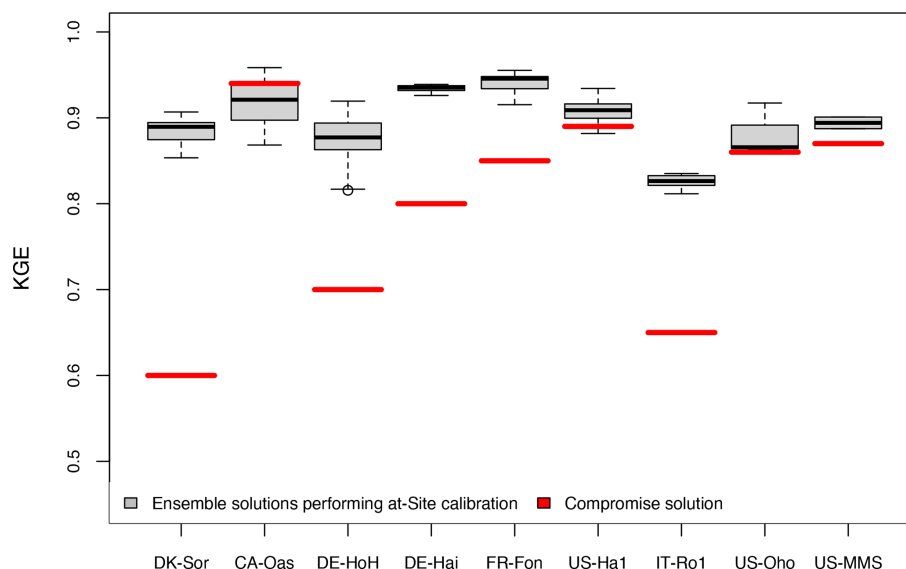 KGE
1.0
0.9
0.8
0.7
0.6
0.5
Ensemble solutions performing at-Site calibration
Compromise solution
DK-Sor CA-Oas DE-HoH DE-Hai FR-Fon US-Ha1 IT-Ro1 US-Oho US-MMS